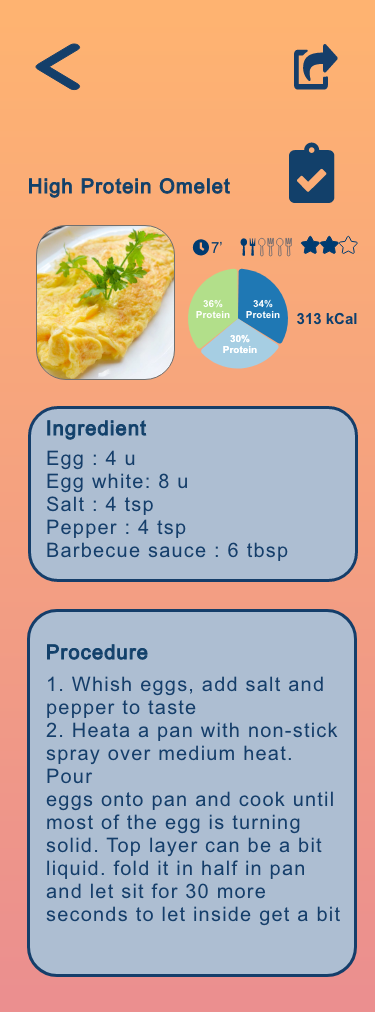 High Protein Omelet
7'
36%
Protein
34%
Protein
30%
Protein
313 kCal
Ingredient
Egg : 4 u
Egg white: 8 u
Salt : 4 tsp
Pepper : 4 tsp
Barbecue sauce : 6 tbsp
Procedure
1. Whish eggs, add salt and
pepper to taste
2. Heata a pan with non-stick
spray over medium heat.
Pour
eggs onto pan and cook until
most of the egg is turning
solid. Top layer can be a bit
liquid. fold it in half in pan
and let sit for 30 more
seconds to let inside get a bit